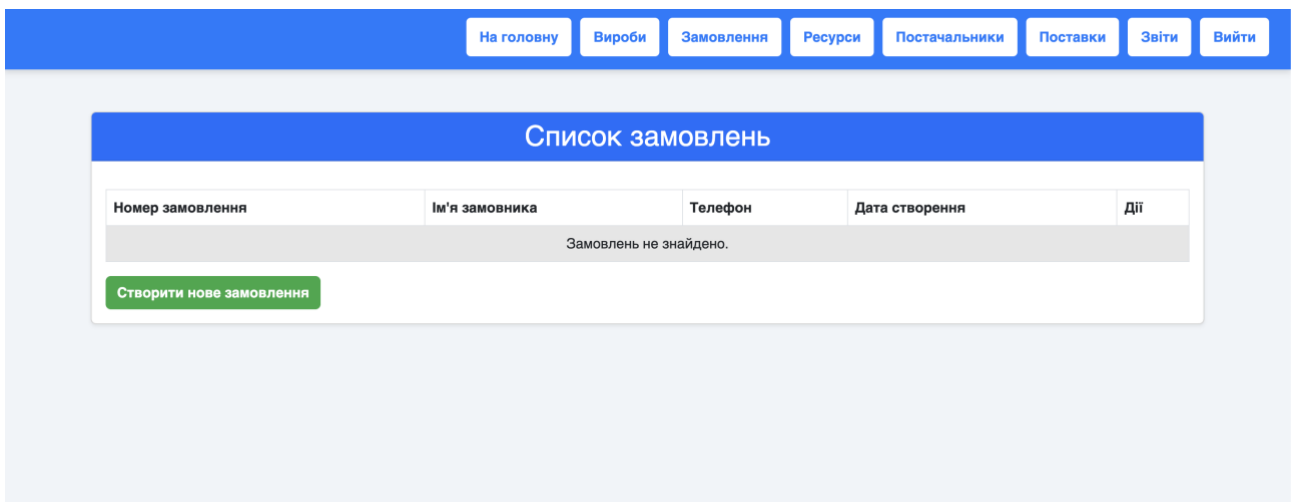 На головну Вироби Замовлення Ресурси Постачальники Поставки Звіти Вийти
Список замовлень
Номер замовлення Ім'я замовника Телефон Дата створення Дії
Замовлень не знайдено.
Створити нове замовлення